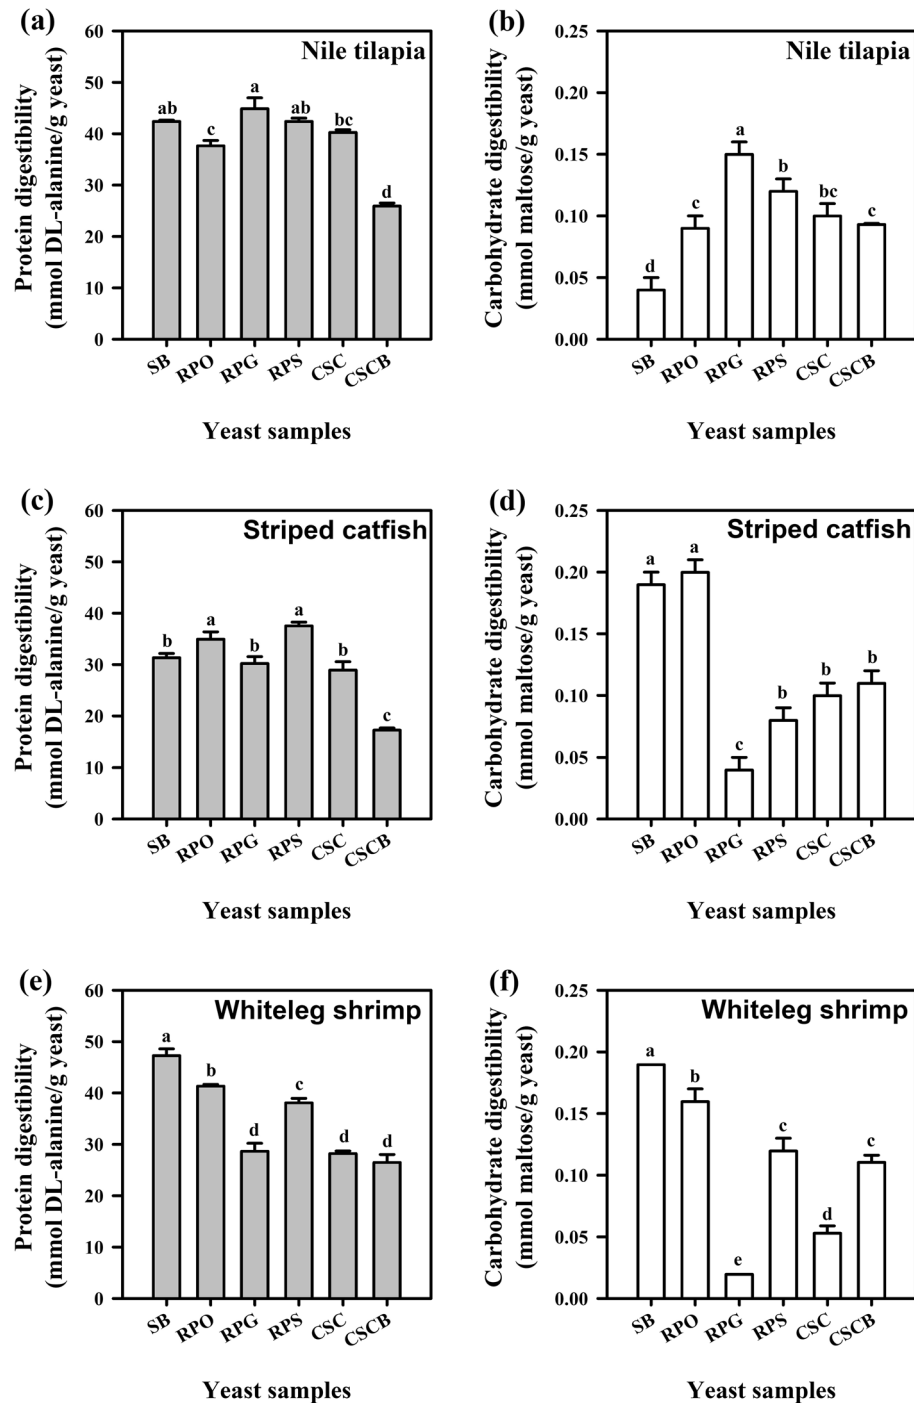 (a)
Nile tilapia
Protein digestibility
(mmol DL-alanine/g yeast)
60
50
40
30
20
10
0
ab
c
a
ab
bc
d
SB
RPO
RPG
RPS
CSC
CSCB
Yeast samples
(b)
Nile tilapia
Carbohydrate digestibility
(mmol maltose/g yeast)
0.25
0.20
0.15
0.10
0.05
0.00
d
c
a
b
bc
c
SB
RPO
RPG
RPS
CSC
CSCB
Yeast samples
(c)
Striped catfish
Protein digestibility
(mmol DL-alanine/g yeast)
60
50
40
30
20
10
0
b
a
b
a
b
c
SB
RPO
RPG
RPS
CSC
CSCB
Yeast samples
(d)
Striped catfish
Carbohydrate digestibility
(mmol maltose/g yeast)
0.25
0.20
0.15
0.10
0.05
0.00
a
a
c
b
b
b
SB
RPO
RPG
RPS
CSC
CSCB
Yeast samples
(e)
Whiteleg shrimp
Protein digestibility
(mmol DL-alanine/g yeast)
60
50
40
30
20
10
0
a
b
d
c
d
d
SB
RPO
RPG
RPS
CSC
CSCB
Yeast samples
(f)
Whiteleg shrimp
Carbohydrate digestibility
(mmol maltose/g yeast)
0.25
0.20
0.15
0.10
0.05
0.00
a
b
e
c
d
c
SB
RPO
RPG
RPS
CSC
CSCB
Yeast samples